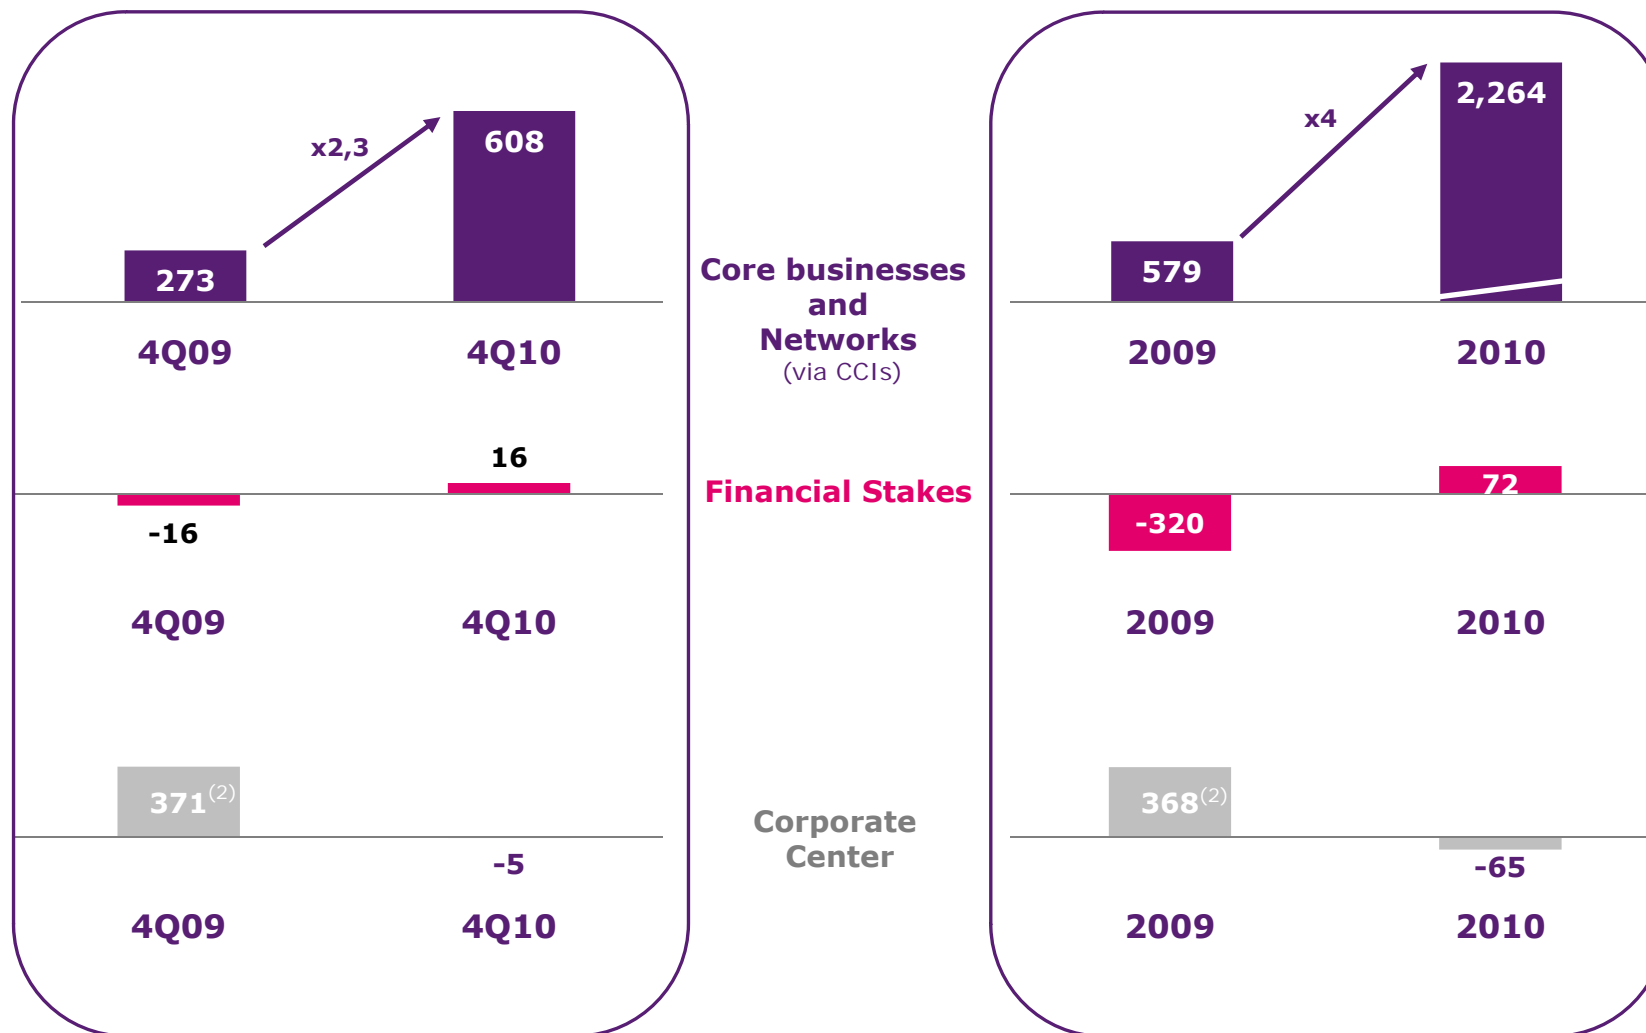 x2,3
608
273
4Q09
4Q10
Core businesses
and
Networks
(via CCIs)
x4
2,264
579
2009
2010
16
-16
4Q09
4Q10
Financial Stakes
72
-320
2009
2010
371(2)
-5
4Q09
4Q10
Corporate
Center
368(2)
-65
2009
2010